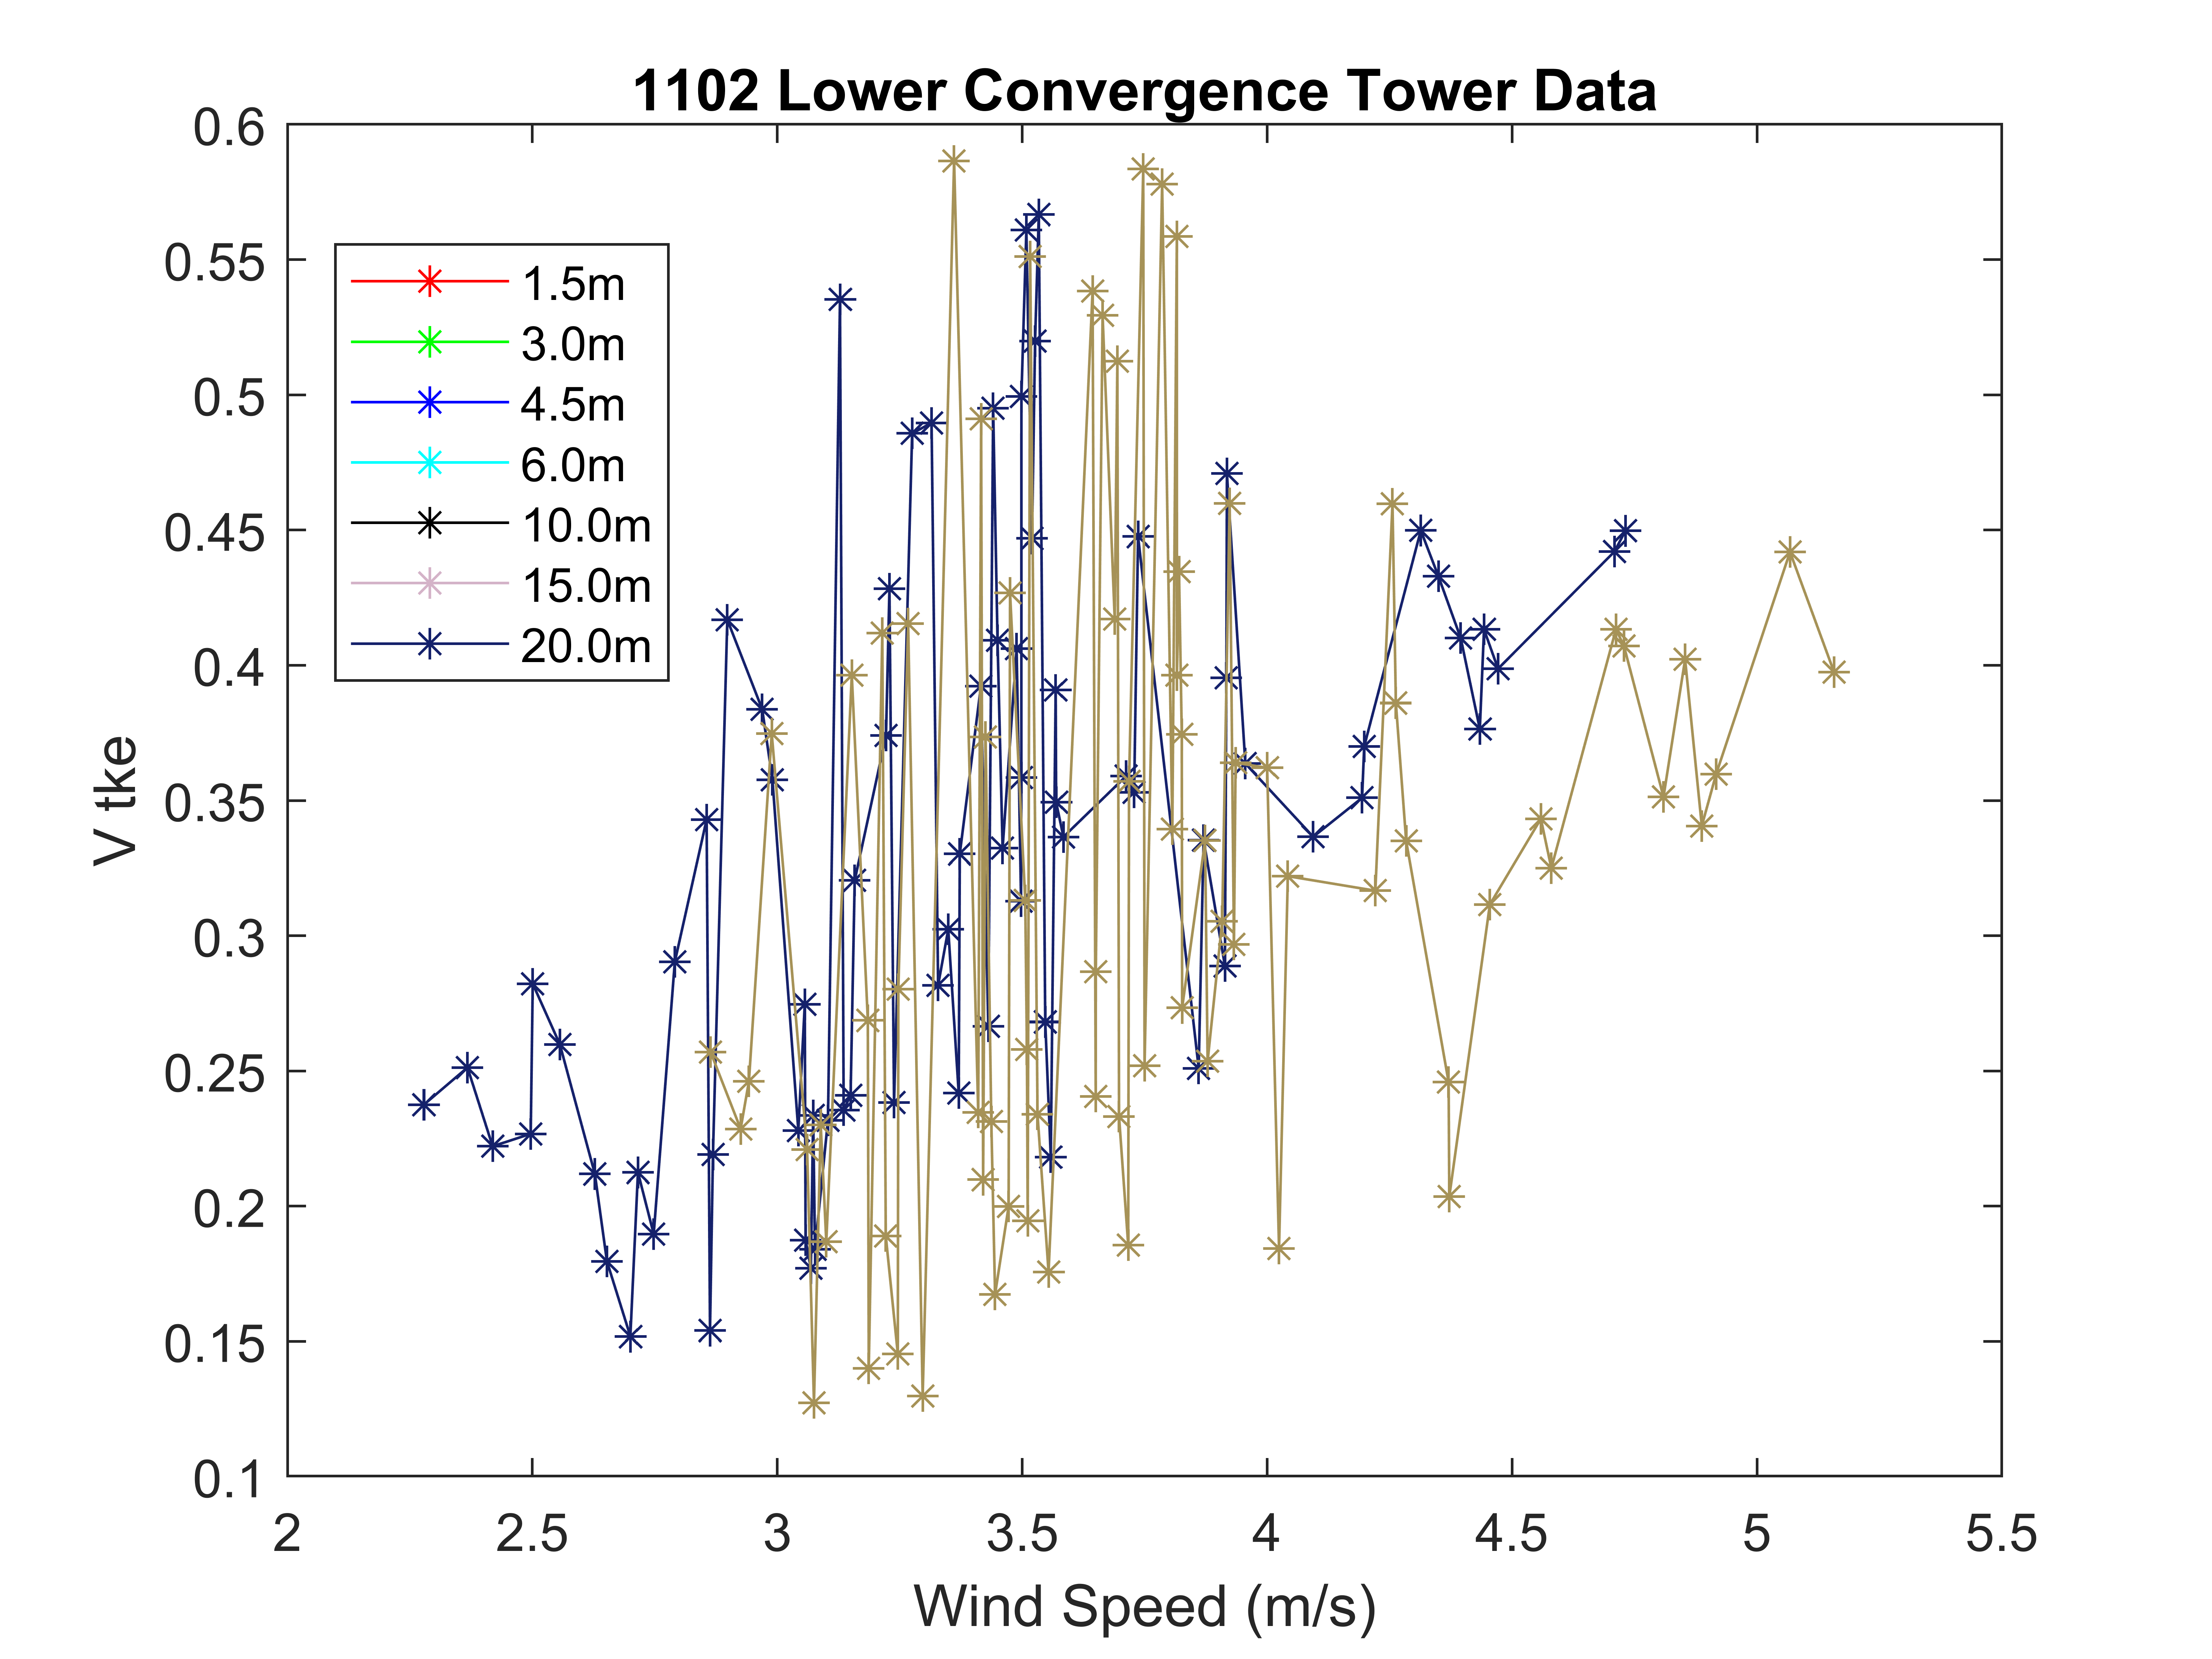 1102 Lower Convergence Tower Data
0.6
0.55
0.5
0.45
0.4
0.35
0.3
0.25
0.2
0.15
0.1
V tke
1.5m
3.0m
4.5m
6.0m
10.0m
15.0m
20.0m
2 2.5 3 3.5 4 4.5 5 5.5
Wind Speed (m/s)